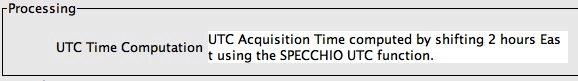 Processing
UTC Time Computation
UTC Acquisition Time computed by shifting 2 hours Eas
t using the SPECCHIO UTC function.